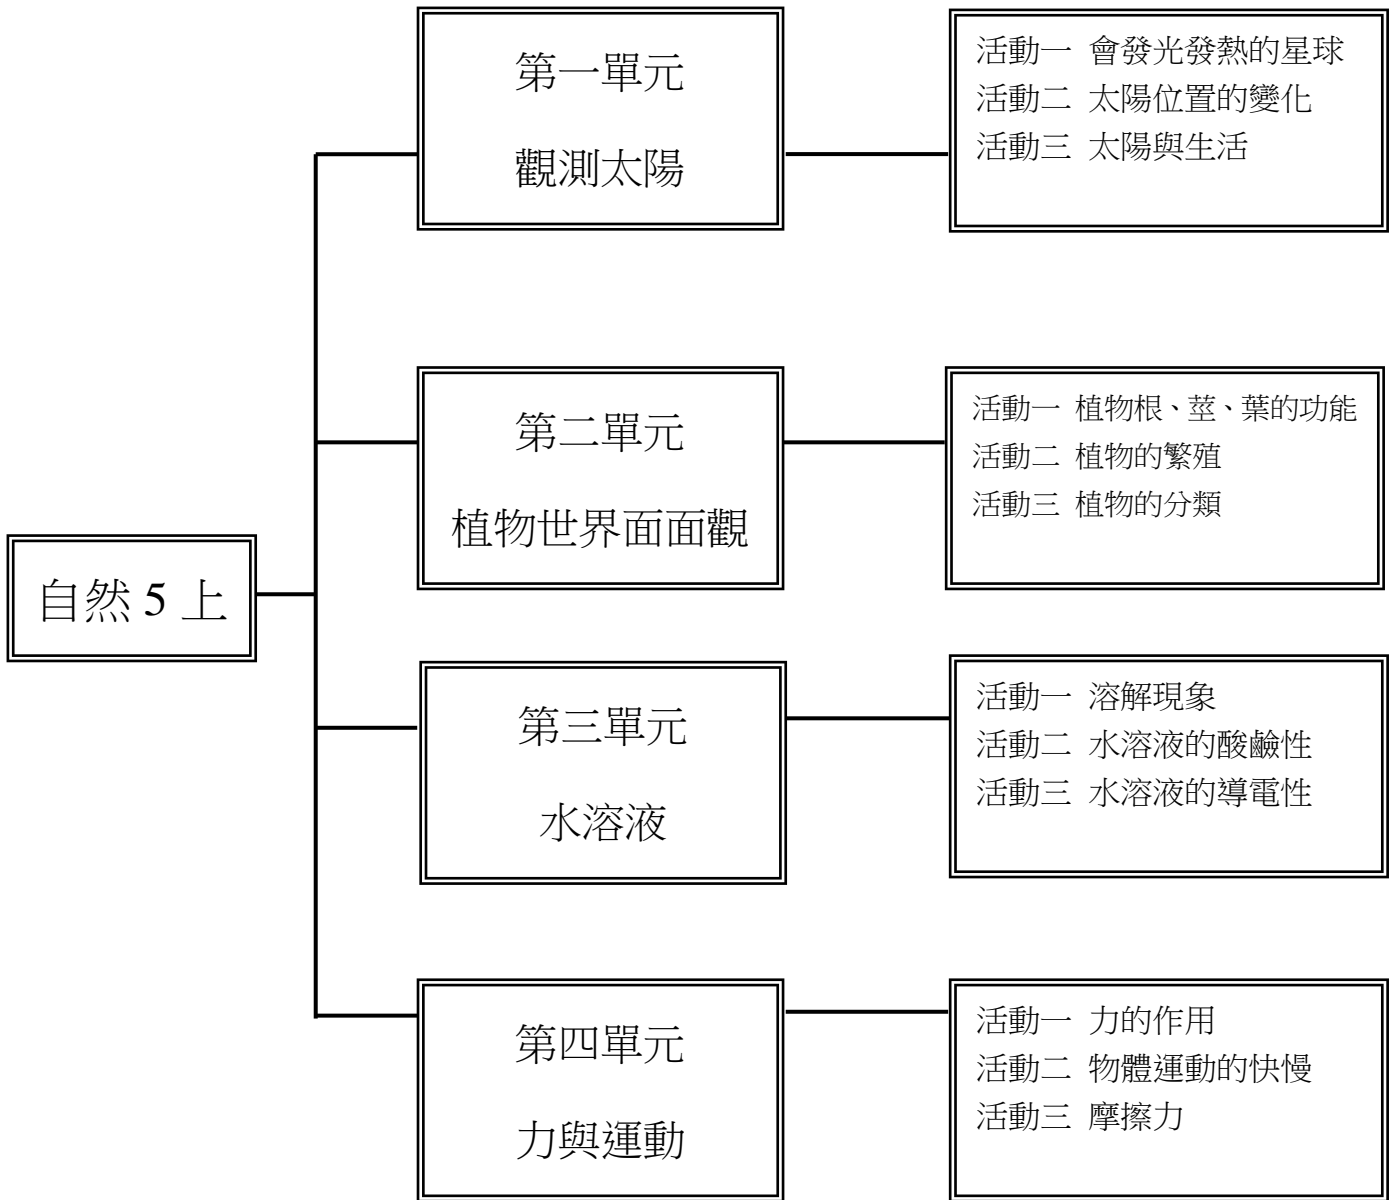 自然 5 上
第一單元
觀測太陽
活動一 會發光發熱的星球
活動二 太陽位置的變化
活動三 太陽與生活
第二單元
植物世界面面觀
活動一 植物根、莖、葉的功能
活動二 植物的繁殖
活動三 植物的分類
第三單元
水溶液
活動一 溶解現象
活動二 水溶液的酸鹼性
活動三 水溶液的導電性
第四單元
力與運動
活動一 力的作用
活動二 物體運動的快慢
活動三 摩擦力